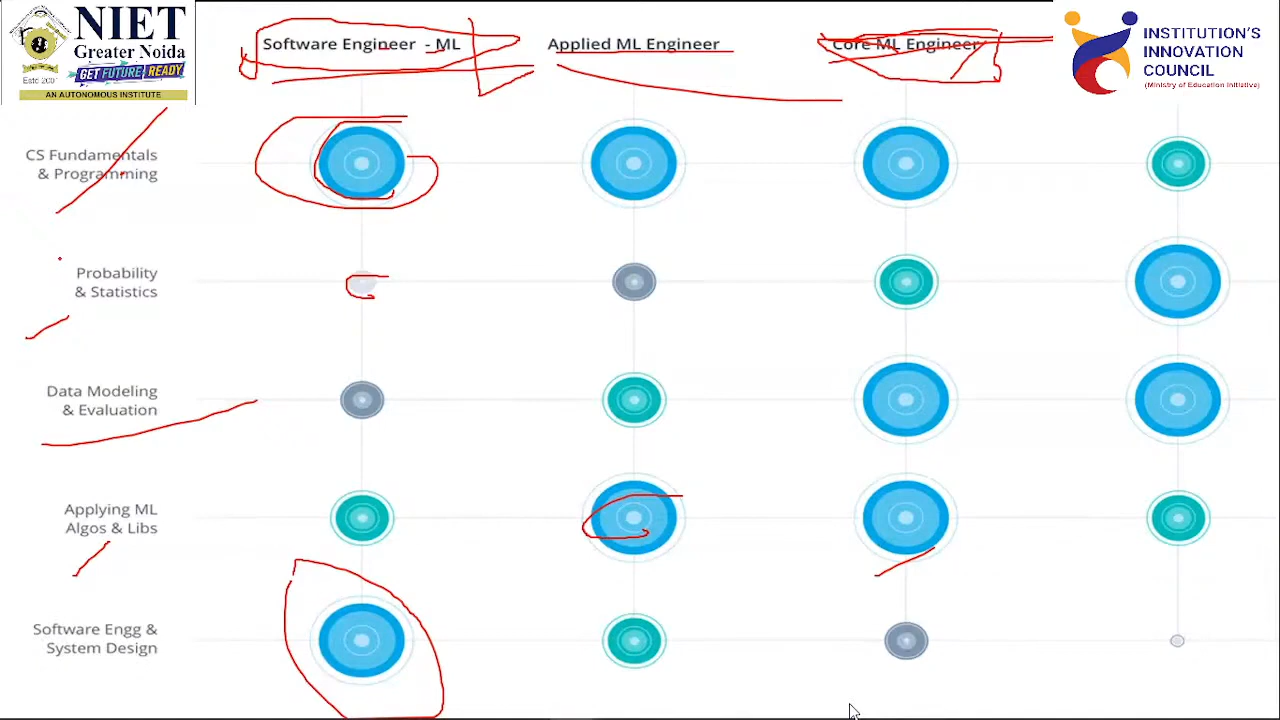 NIET
Greater Noida
Estd 2001
GET FUTURE READY
AN AUTONOMOUS INSTITUTE
Software Engineer - ML
Applied ML Engineer
Core ML Engineer
INSTITUTION'S
INNOVATION
COUNCIL
(Ministry of Education Initiative)
CS Fundamentals
& Programming
Probability
& Statistics
Data Modeling
& Evaluation
Applying ML
Algos & Libs
Software Engg &
System Design